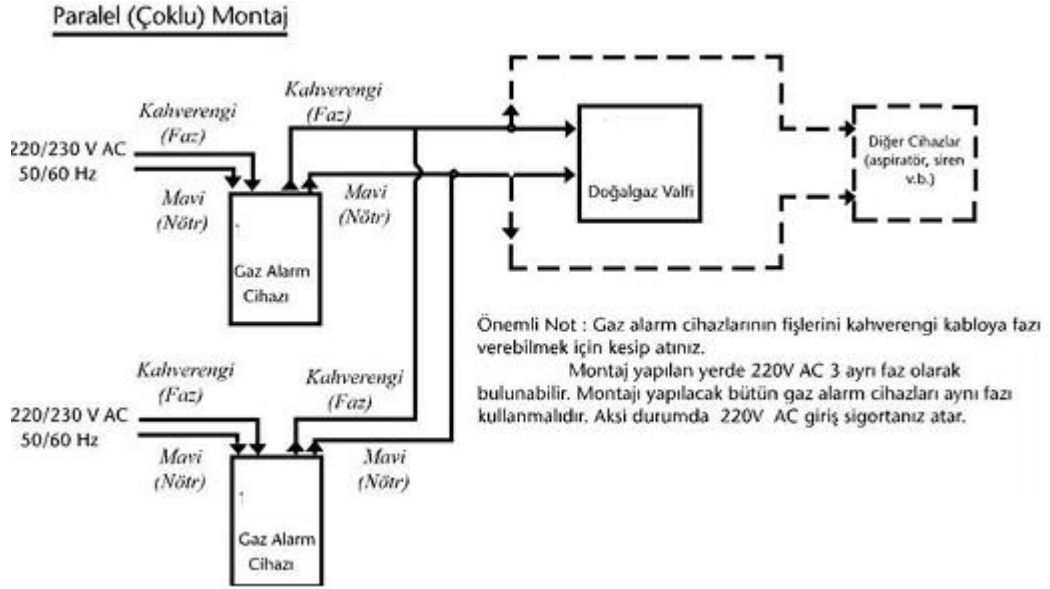 Paralel (Çoklu) Montaj
Kahverengi
(Faz)
Kahverengi
(Faz)
220/230 V AC
50/60 Hz
Mavi
(Nötr)
Mavi
(Nötr)
Gaz Alarm
Cihazı
Doğalgaz Valfi
Diğer Cihazlar
(aspiratör, siren
v.b.)
Önemli Not : Gaz alarm cihazlarının fişlerini kahverengi kabloya fazı
verebilmek için kesip atınız.
Montaj yapılan yerde 220V AC 3 ayrı faz olarak
bulunabilir. Montajı yapılacak bütün gaz alarm cihazları aynı fazı
kullanmalıdır. Aksi durumda 220V AC giriş sigortanız atar.
Kahverengi
(Faz)
Kahverengi
(Faz)
220/230 V AC
50/60 Hz
Mavi
(Nötr)
Mavi
(Nötr)
Gaz Alarm
Cihazı